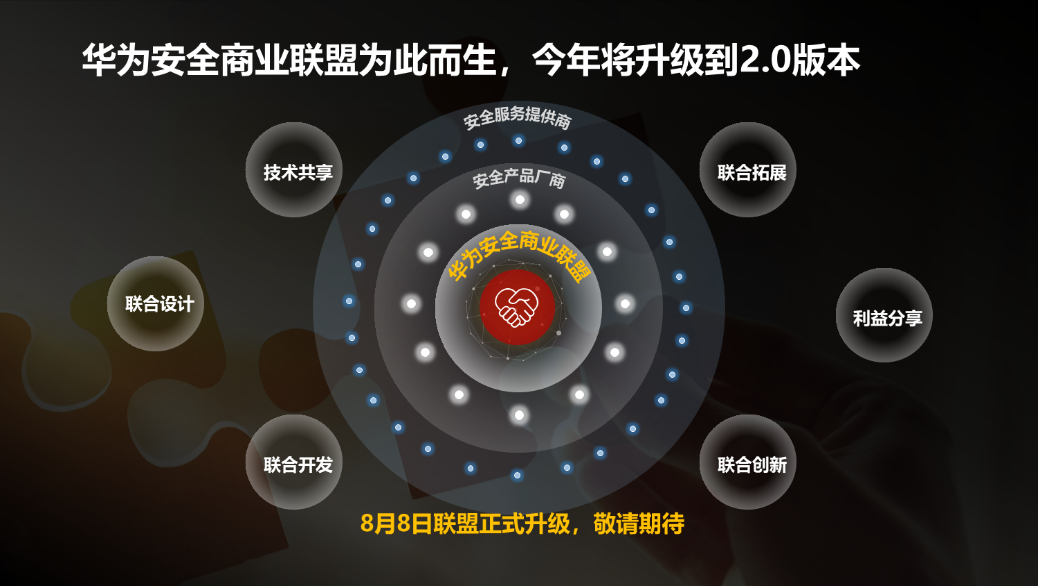 华为安全商业联盟为此而生，今年将升级到2.0版本
安全服务提供商
安全产品厂商
华为安全商业联盟
技术共享
联合拓展
联合设计
利益分享
联合开发
联合创新
8月8日联盟正式升级，敬请期待